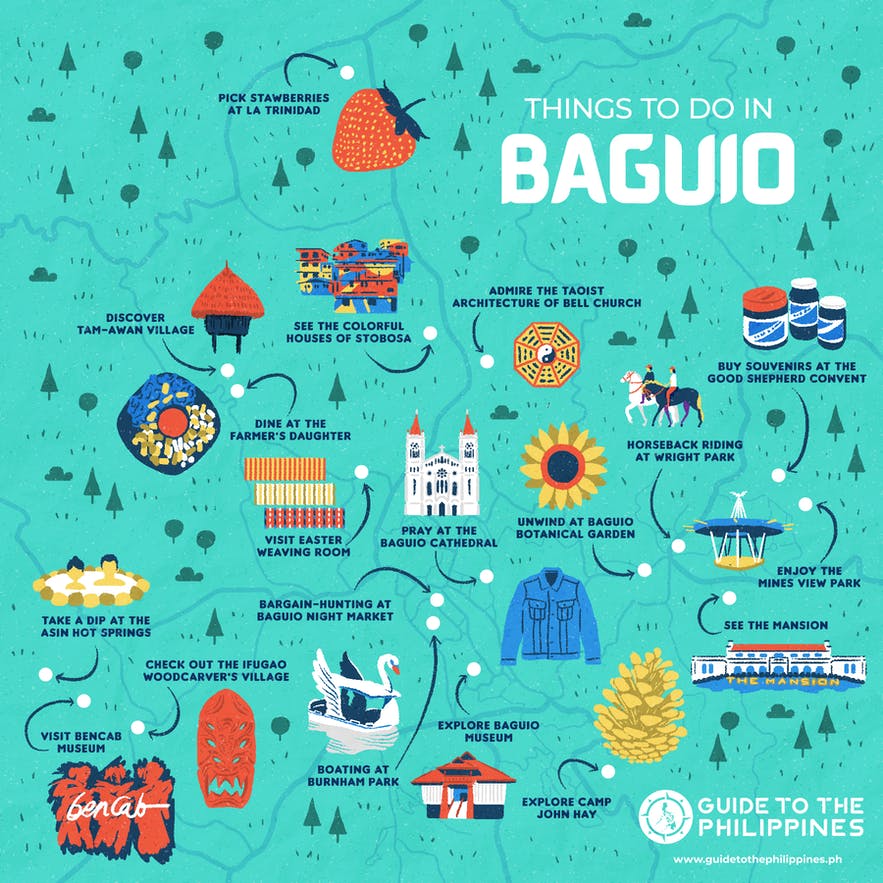 THINGS TO DO IN
BAGUIO
PICK STAWBERRIES
AT LA TRINIDAD
DISCOVER
TAM-AWAN VILLAGE
SEE THE COLORFUL
HOUSES OF STOBOSA
ADMIRE THE TAOIST
ARCHITECTURE OF BELL CHURCH
BUY SOUVENIRS AT THE
GOOD SHEPHERD CONVENT
DINE AT THE
FARMER'S DAUGHTER
HORSEBACK RIDING
AT WRIGHT PARK
VISIT EASTER
WEAVING ROOM
PRAY AT THE
BAGUIO CATHEDRAL
UNWIND AT BAGUIO
BOTANICAL GARDEN
ENJOY THE
MINES VIEW PARK
TAKE A DIP AT THE
ASIN HOT SPRINGS
BARGAIN-HUNTING AT
BAGUIO NIGHT MARKET
SEE THE MANSION
THE MANSION
CHECK OUT THE IFUGAO
WOODCARVER'S VILLAGE
VISIT BENCAB
MUSEUM
benCab
BOATING AT
BURNHAM PARK
EXPLORE BAGUIO
MUSEUM
EXPLORE CAMP
JOHN HAY
GUIDE TO THE
PHILIPPINES
www.guidetothephilippines.ph